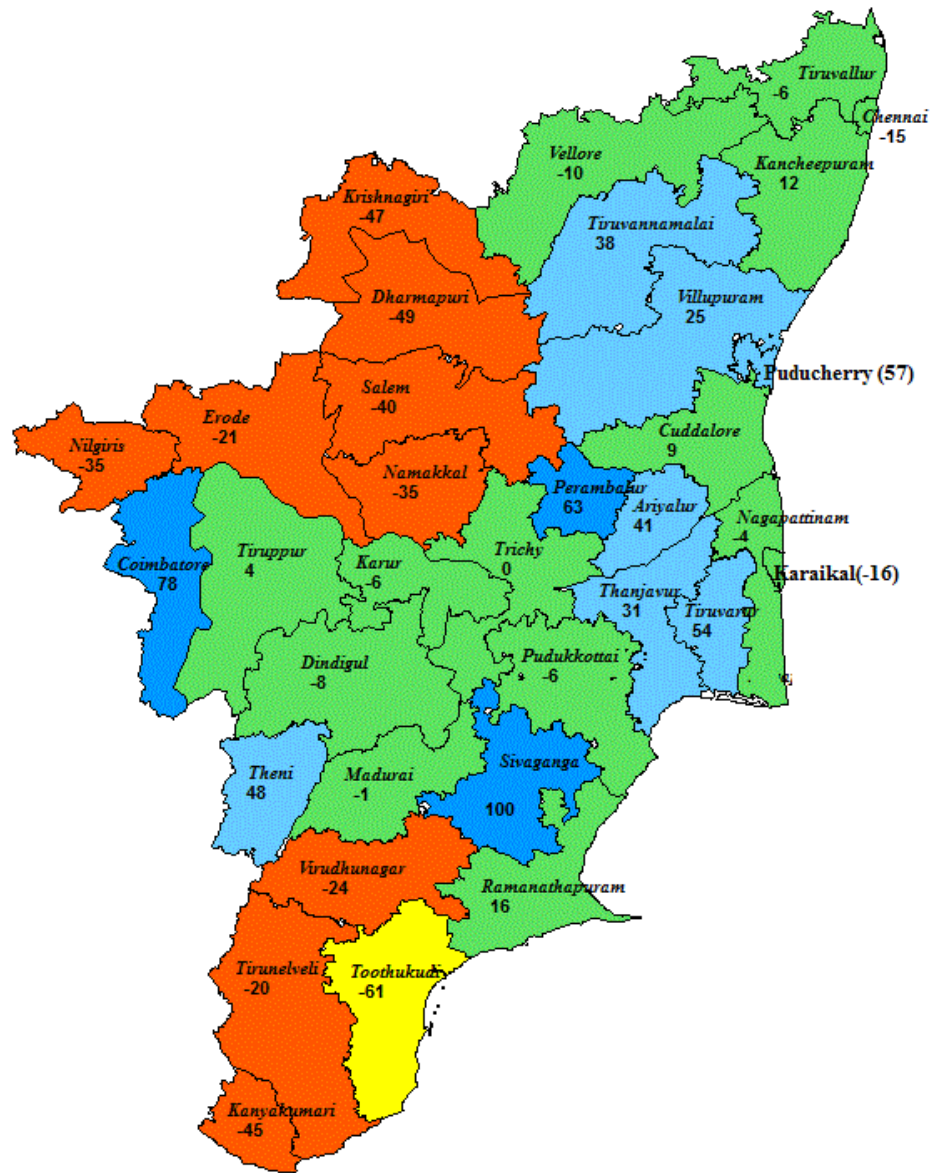 Tiruvallur
-6
Chennai
-15
Vellore
-10
Kancheepuram
12
Krishnagiri
-47
Tiruvannamalai
38
Dharmapuri
-49
Villupuram
25
Puducherry (57)
Salem
-40
Erode
-21
Cuddalore
9
Nilgiris
-35
Namakkal
-35
Perambalur
63
Ariyalur
41
Nagapattinam
-4
Coimbatore
78
Tiruppur
4
Karur
-6
Trichy
0
Karaikal(-16)
Thanjavur
31
Tiruvarur
54
Dindigul
-8
Pudukkottai
-6
Theni
48
Madurai
-1
Sivaganga
100
Virudhunagar
-24
Ramanathapuram
16
Tirunelveli
-20
Toothukudi
-61
Kanyakumari
-45